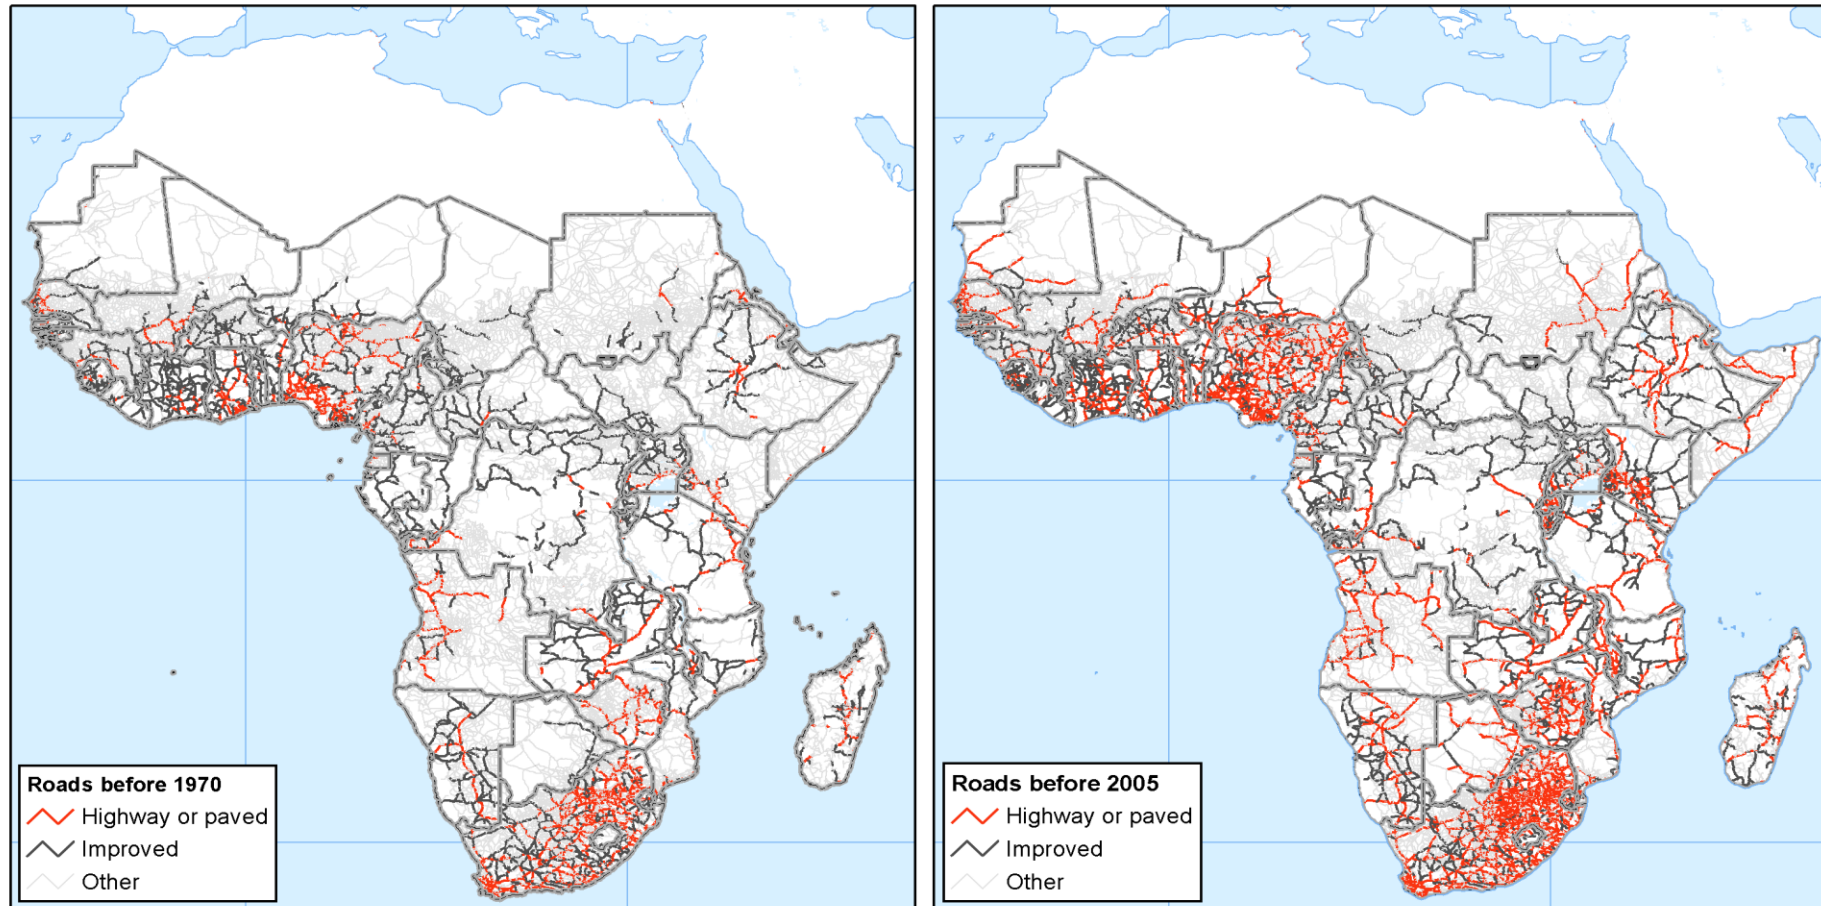 Roads before 1970
Highway or paved
Improved
Other
Roads before 2005
Highway or paved
Improved
Other